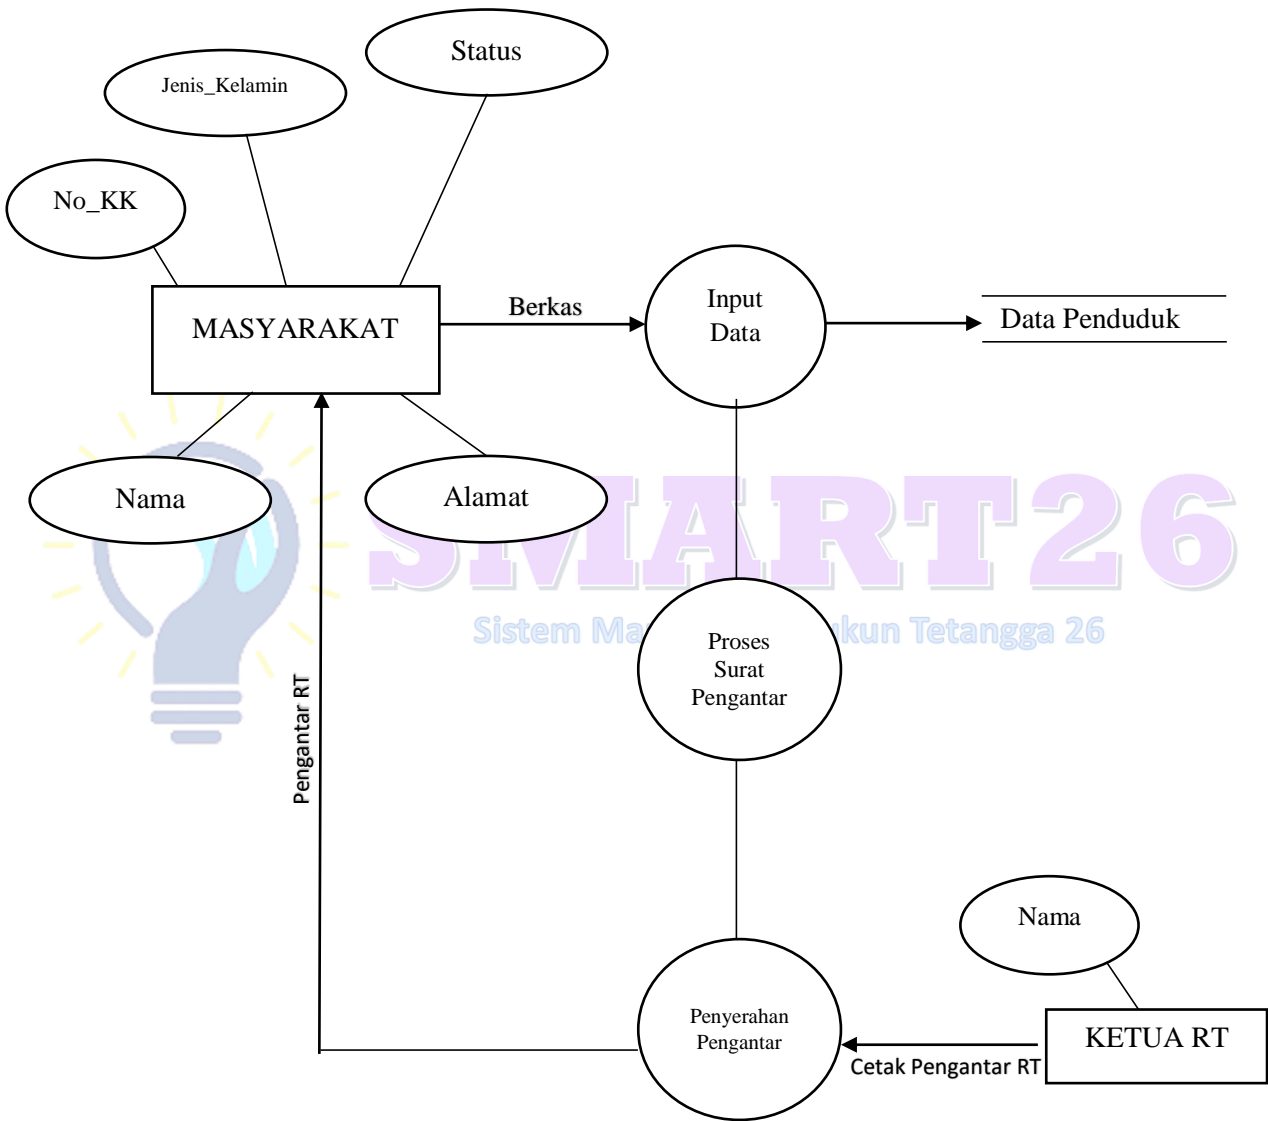 Status
Jenis_Kelamin
No_KK
MASYARAKAT
Berkas
Input
Data
Data Penduduk
Nama
Alamat
SMART26
Sistem Ma
kun Tetangga 26
Proses
Surat
Pengantar
Pengantar RT
Nama
Penyerahan
Pengantar
Cetak Pengantar RT
KETUA RT